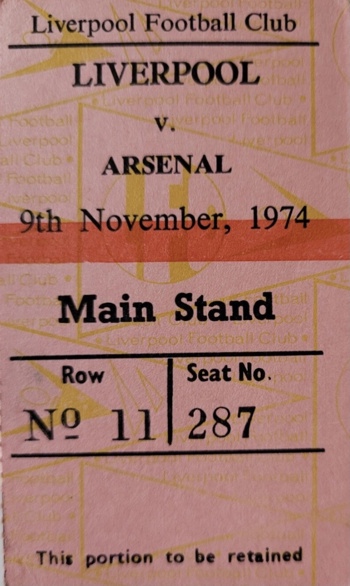 Liverpool Football Club
LIVERPOOL
v.
ARSENAL
9th November, 1974
Main Stand
Row
Seat No.
Nº 11
287
This portion to be retained